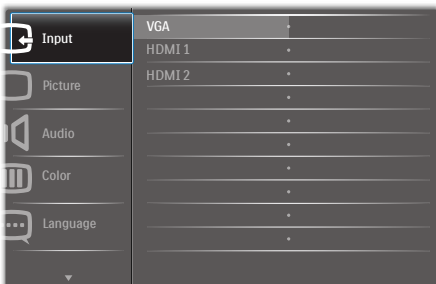 Input
Picture
Audio
Color
Language
VGA
HDMI 1
HDMI 2